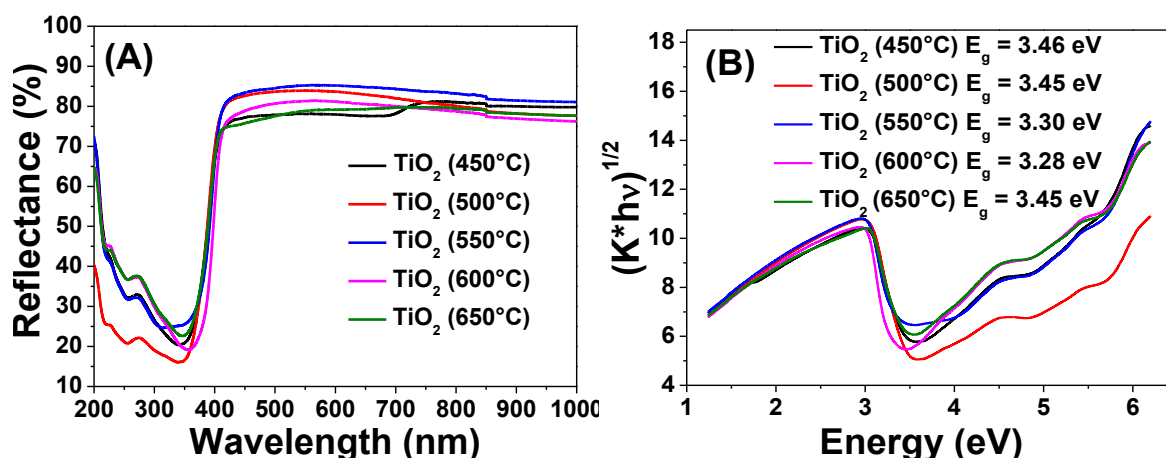 (A)
Reflectance (%)
100
90
80
70
60
50
40
30
20
10
TiO2 (450°C)
TiO2 (500°C)
TiO2 (550°C)
TiO2 (600°C)
TiO2 (650°C)
200 300 400 500 600 700 800 900 1000
Wavelength (nm)
(B)
(K*hν)1/2
18
16
14
12
10
8
6
4
TiO2 (450°C) Eg = 3.46 eV
TiO2 (500°C) Eg = 3.45 eV
TiO2 (550°C) Eg = 3.30 eV
TiO2 (600°C) Eg = 3.28 eV
TiO2 (650°C) Eg = 3.45 eV
1 2 3 4 5 6
Energy (eV)